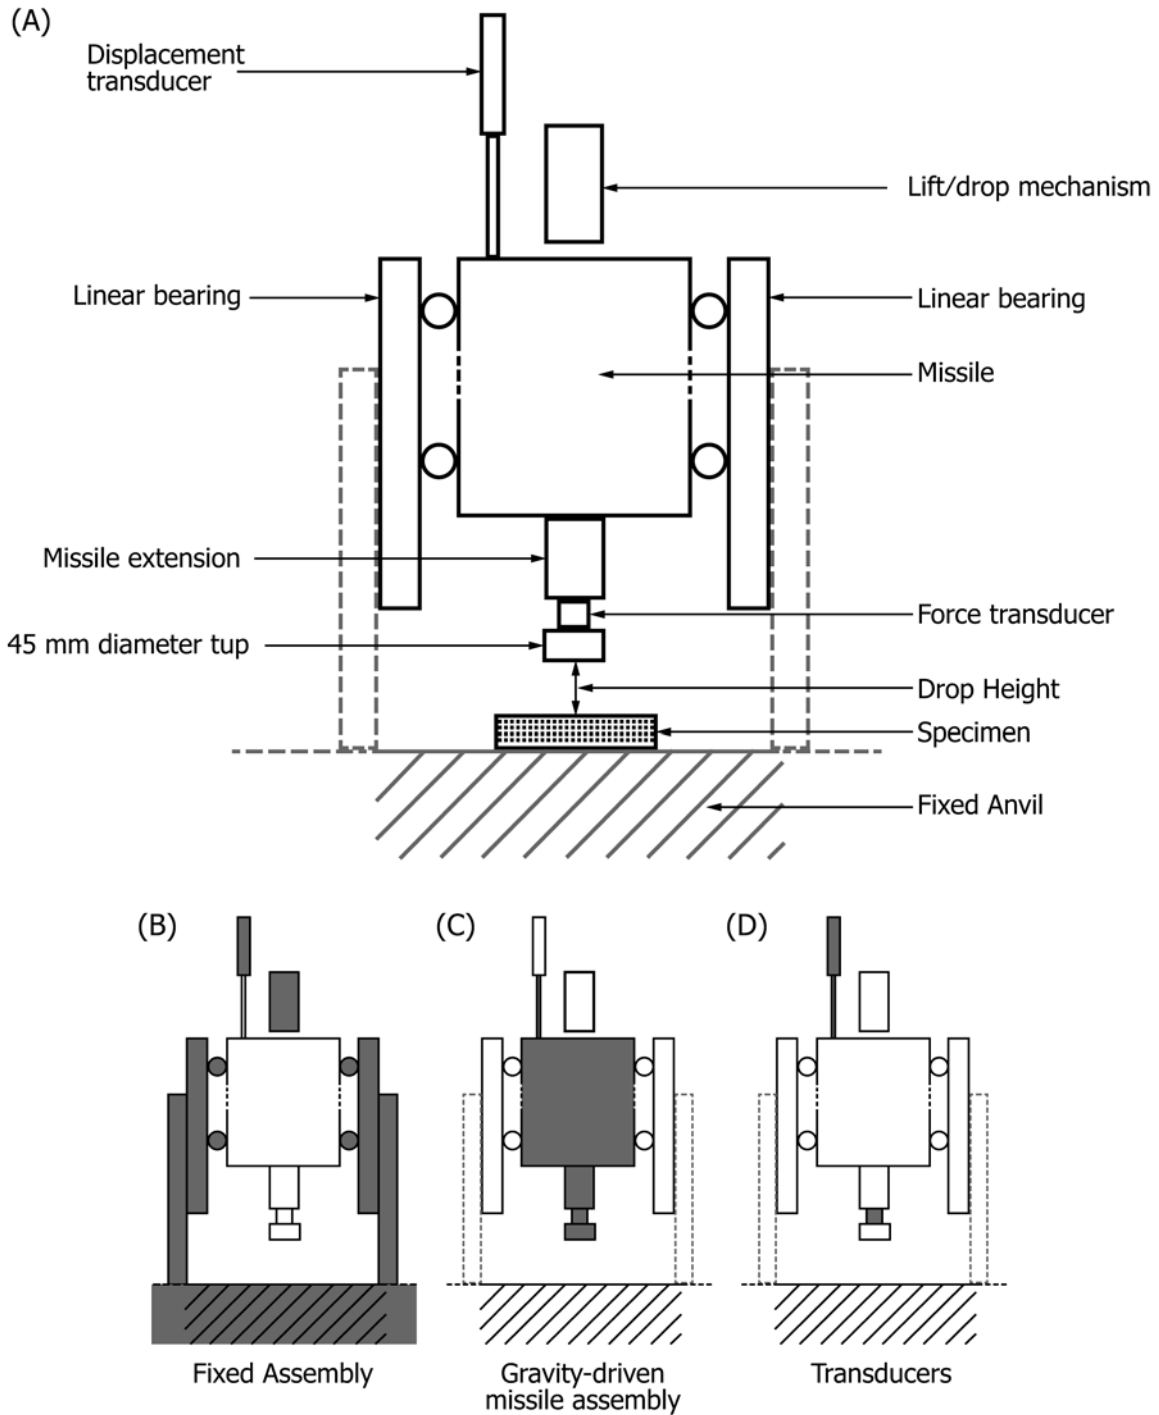 (A)
Displacement
transducer
Lift/drop mechanism
Linear bearing
Linear bearing
Missile
Missile extension
Force transducer
45 mm diameter tup
Drop Height
Specimen
Fixed Anvil
(B)
(C)
(D)
Fixed Assembly
Gravity-driven
missile assembly
Transducers